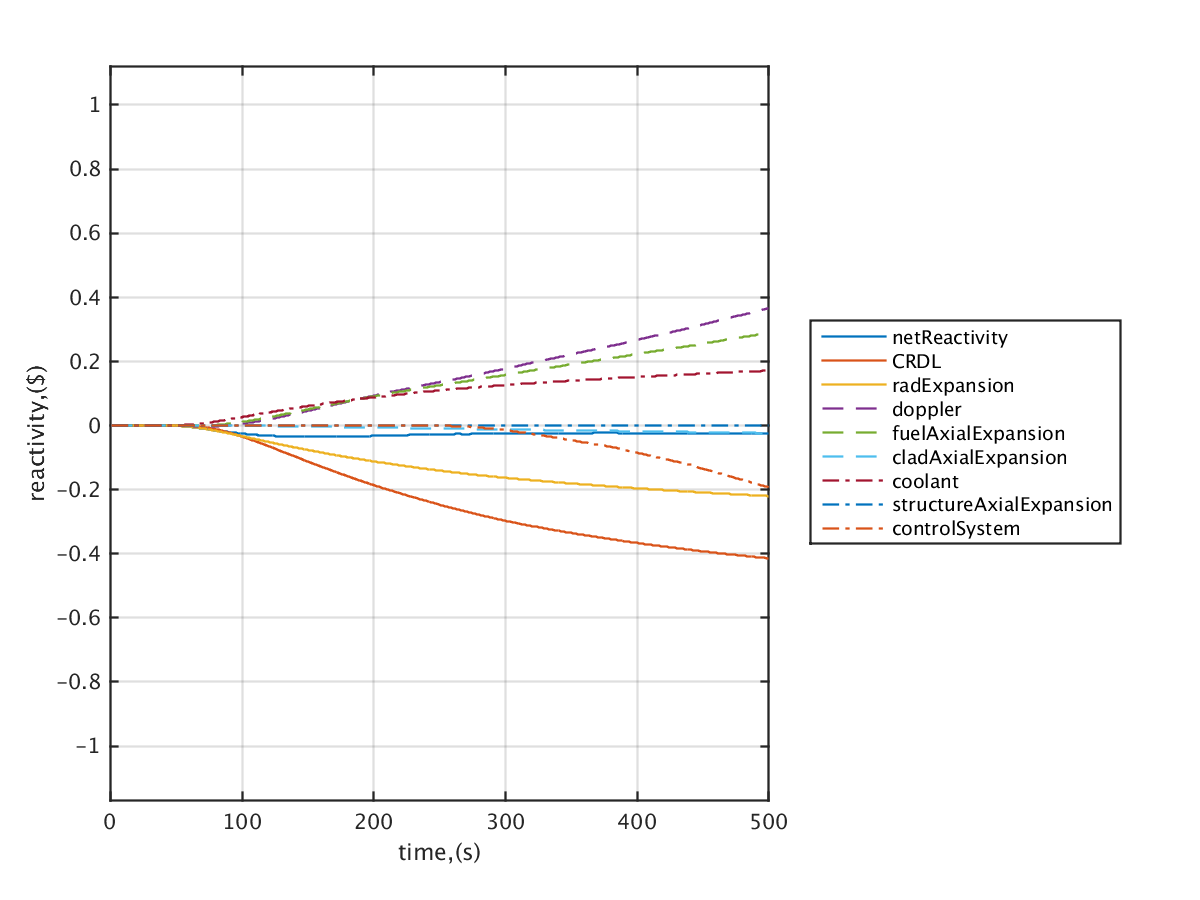 1
0.8
0.6
0.4
0.2
0
−0.2
−0.4
−0.6
−0.8
−1
reactivity,($)
0 100 200 300 400 500
time,(s)
netReactivity
CRDL
radExpansion
doppler
fuelAxialExpansion
cladAxialExpansion
coolant
structureAxialExpansion
controlSystem